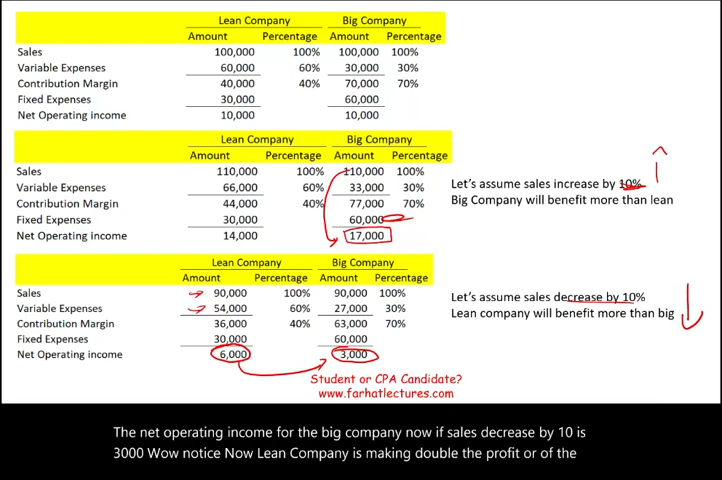 Lean Company Big Company
Amount Percentage Amount Percentage
Sales 100,000 100% 100,000 100%
Variable Expenses 60,000 60% 30,000 30%
Contribution Margin 40,000 40% 70,000 70%
Fixed Expenses 30,000 60,000
Net Operating income 10,000 10,000
Lean Company Big Company
Amount Percentage Amount Percentage
Sales 110,000 100% 110,000 100%
Variable Expenses 66,000 60% 33,000 30%
Contribution Margin 44,000 40% 77,000 70%
Fixed Expenses 30,000 60,000
Net Operating income 14,000 17,000
Let's assume sales increase by 10%
Big Company will benefit more than lean
Lean Company Big Company
Amount Percentage Amount Percentage
Sales 90,000 100% 90,000 100%
Variable Expenses 54,000 60% 27,000 30%
Contribution Margin 36,000 40% 63,000 70%
Fixed Expenses 30,000 60,000
Net Operating income 6,000 3,000
Let's assume sales decrease by 10%
Lean company will benefit more than big
Student or CPA Candidate?
www.farhatlectures.com
The net operating income for the big company now if sales decrease by 10 is
3000 Wow notice Now Lean Company is making double the profit or of the